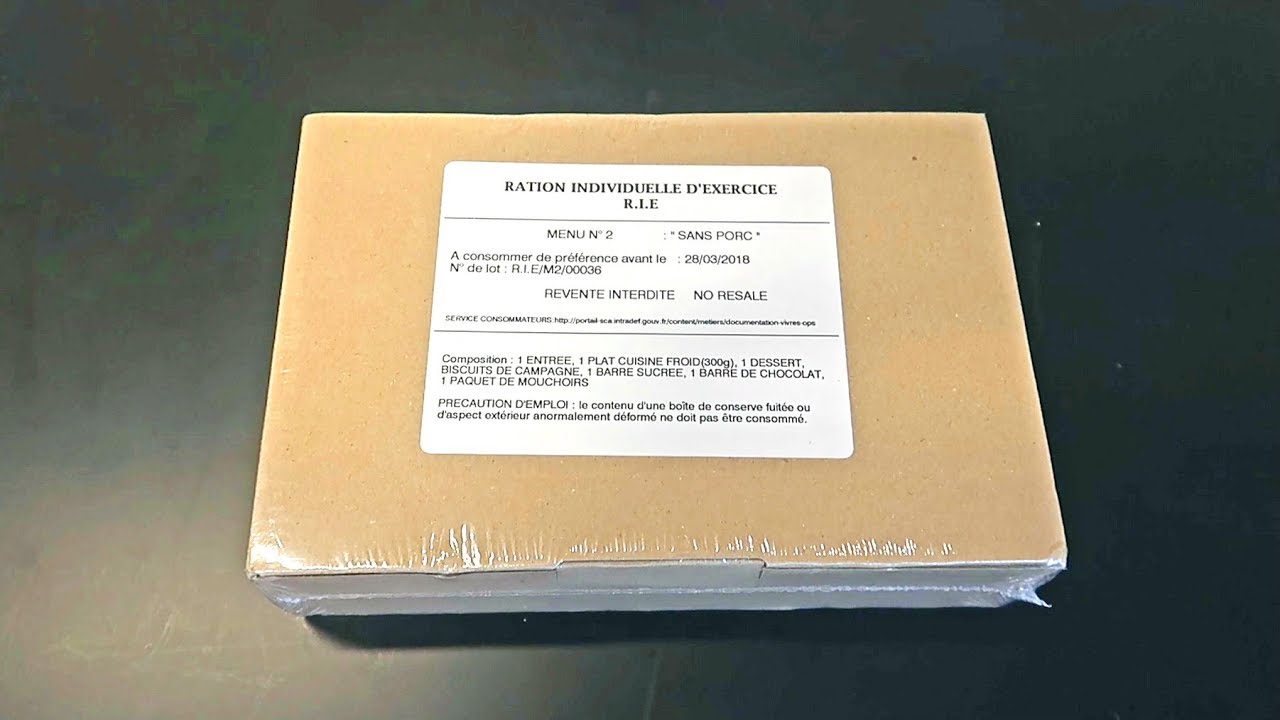 RATION INDIVIDUELLE D'EXERCICE
R.I.E
MENU N° 2 : " SANS PORC "
A consommer de préférence avant le : 28/03/2018
N° de lot : R.I.E/M2/00036
REVENTE INTERDITE NO RESALE
SERVICE CONSOMMATEURS:http://portail-sca.intradef.gouv.fr/content/metiers/documentation-vivres-ops
Composition : 1 ENTREE, 1 PLAT CUISINE FROID(300g), 1 DESSERT,
BISCUITS DE CAMPAGNE, 1 BARRE SUCREE, 1 BARRE DE CHOCOLAT,
1 PAQUET DE MOUCHOIRS
PRECAUTION D'EMPLOI : le contenu d'une boîte de conserve fuitée ou
d'aspect extérieur anormalement déformé ne doit pas être consommé.